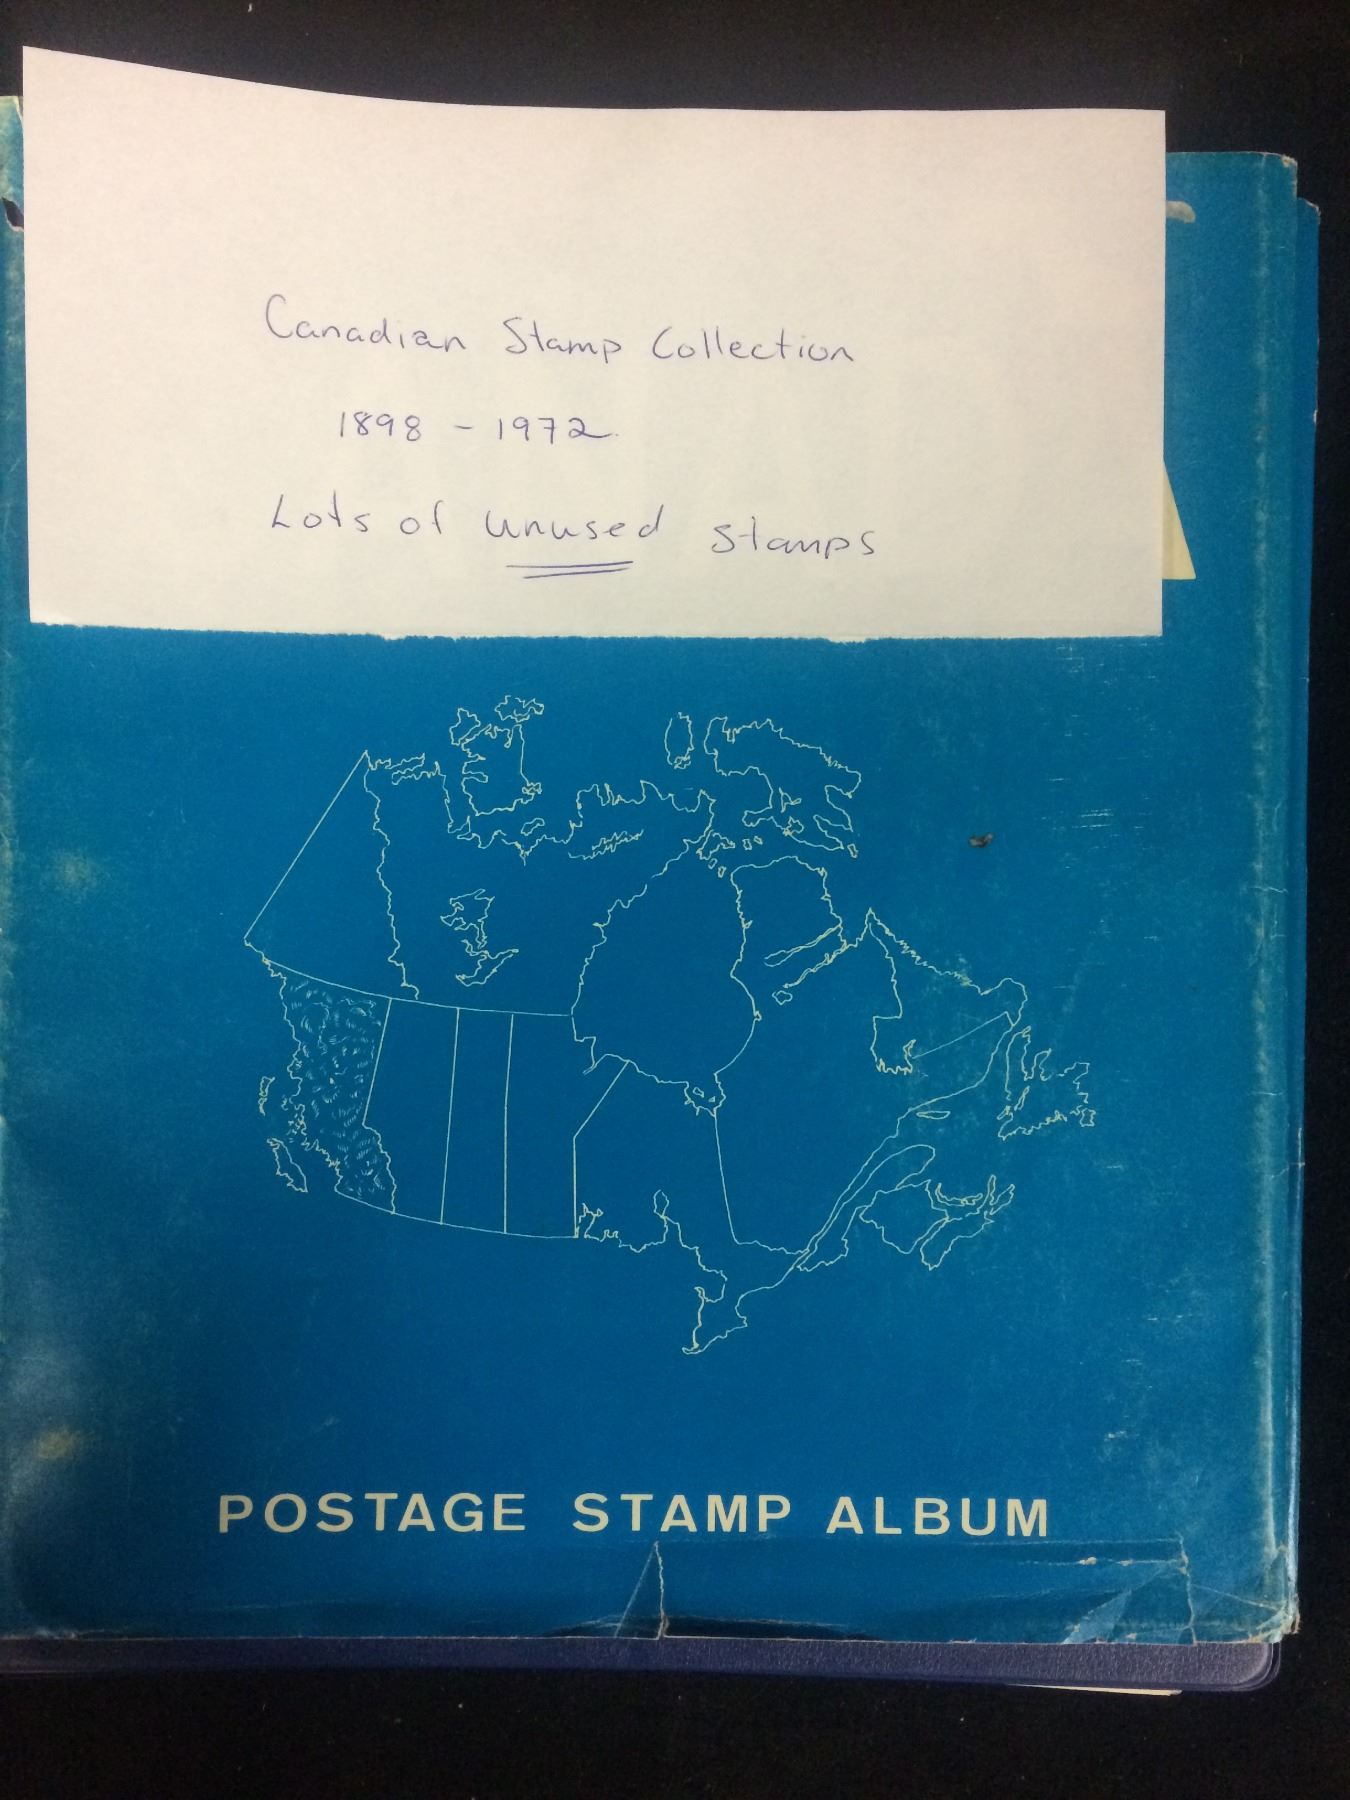 Canadian Stamp Collection
1898 - 1972.
Lots of unused stamps
POSTAGE STAMP ALBUM